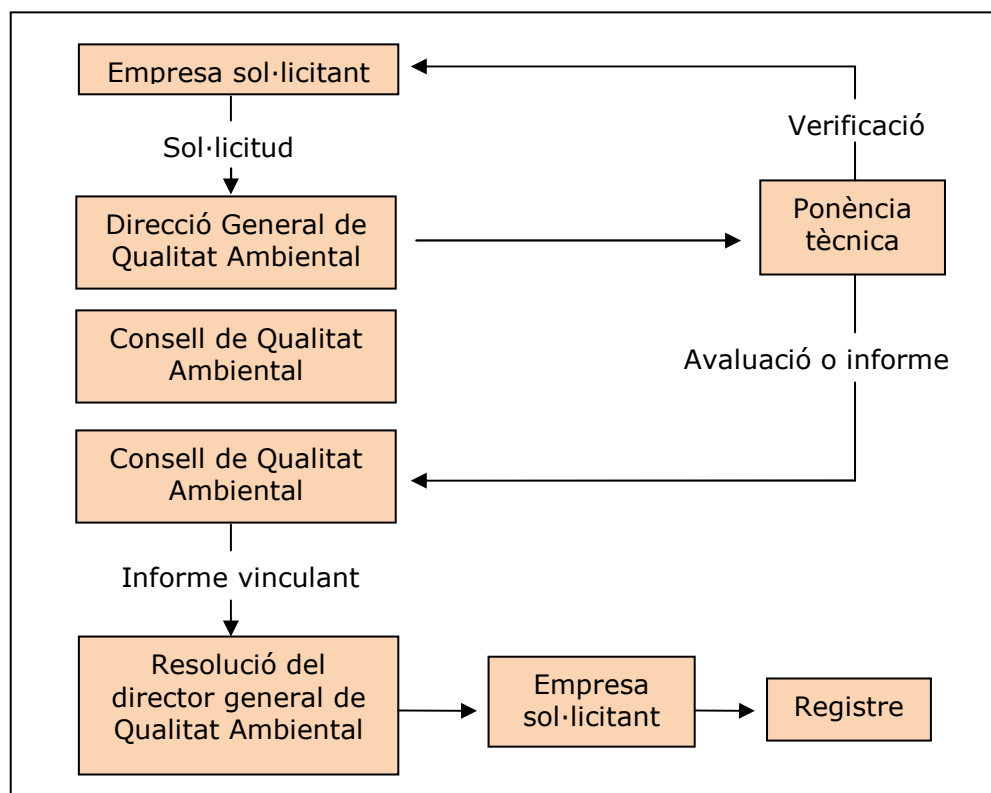 Empresa sol·licitant
Verificació
Sol·licitud
Direcció General de
Qualitat Ambiental
Ponència
tècnica
Consell de Qualitat
Ambiental
Avaluació o informe
Consell de Qualitat
Ambiental
Informe vinculant
Resolució del
director general de
Qualitat Ambiental
Empresa
sol·licitant
Registre